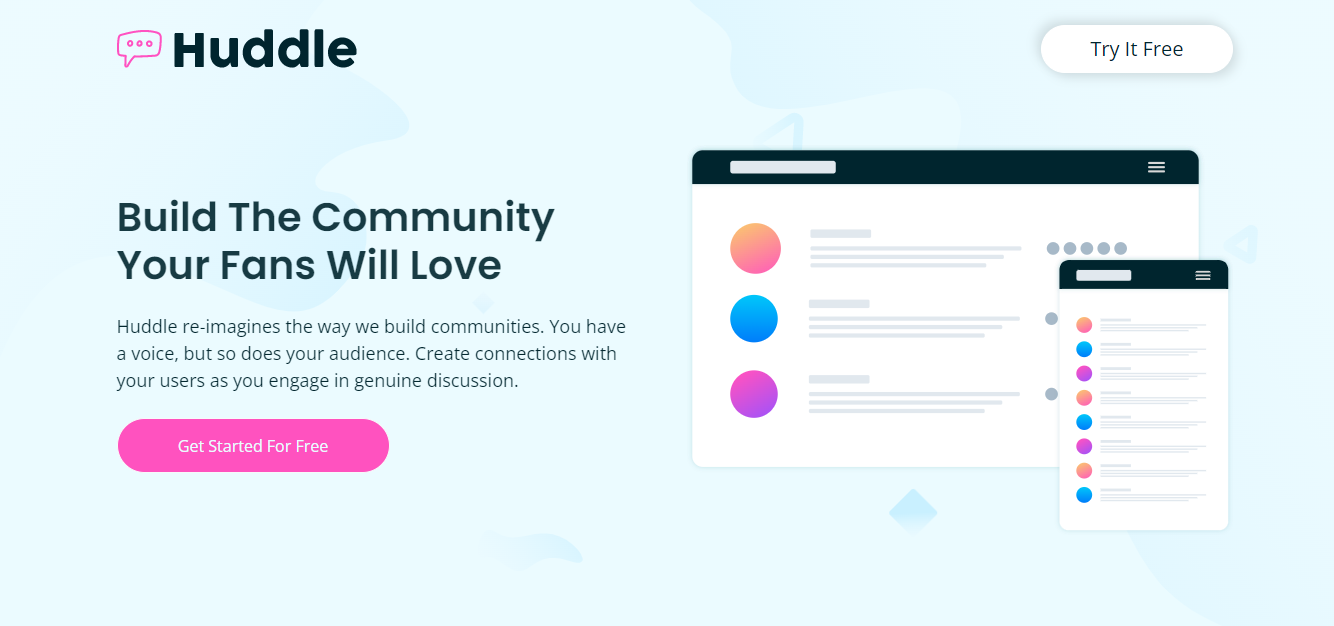 Huddle
Try It Free
Build The Community
Your Fans Will Love
Huddle re-imagines the way we build communities. You have
a voice, but so does your audience. Create connections with
your users as you engage in genuine discussion.
Get Started For Free